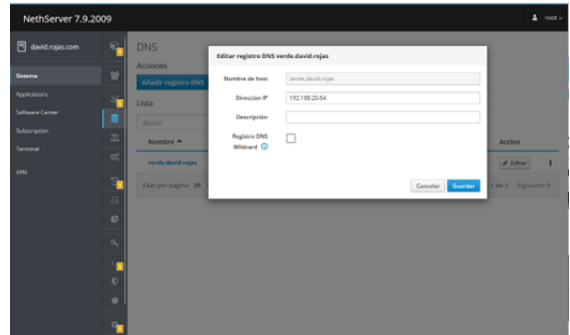 NethServer 7.9.2009
root
david.rojas.com
Sistema
Applications
Software Center
Subscription
Terminal
VPN
DNS
Acciones
Añadir registro DNS
Lista
Buscar
Nombre
Accion
verde.david.rojas
Editar
Filas por pagina 25
1 de 1 Siguiente
Editar registro DNS verde.david.rojas
Nombre de host verde.david.rojas
Direccion IP 192.168.20.64
Descripción
Registro DNS
Wildcard
Cancelar Guardar